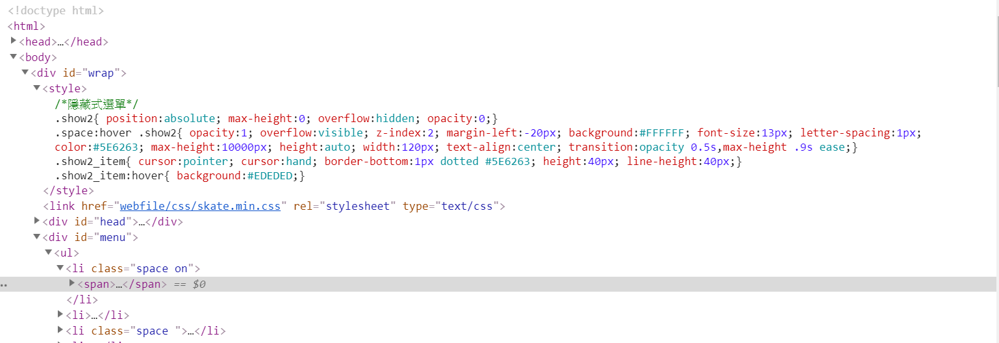 <!doctype html>
<html>
<head>…</head>
<body>
<div id="wrap">
<style>
/*隱藏式選單*/
.show2{ position:absolute; max-height:0; overflow:hidden; opacity:0;}
.space:hover .show2{ opacity:1; overflow:visible; z-index:2; margin-left:-20px; background:#FFFFFF; font-size:13px; letter-spacing:1px;
color:#5E6263; max-height:10000px; height:auto; width:120px; text-align:center; transition:opacity 0.5s,max-height .9s ease;}
.show2_item{ cursor:pointer; cursor:hand; border-bottom:1px dotted #5E6263; height:40px; line-height:40px;}
.show2_item:hover{ background:#EDEDED;}
</style>
<link href="webfile/css/skate.min.css" rel="stylesheet" type="text/css">
<div id="head">…</div>
<div id="menu">
<ul>
<li class="space on">
<span>…</span> == $0
</li>
<li>…</li>
<li class="space ">…</li>